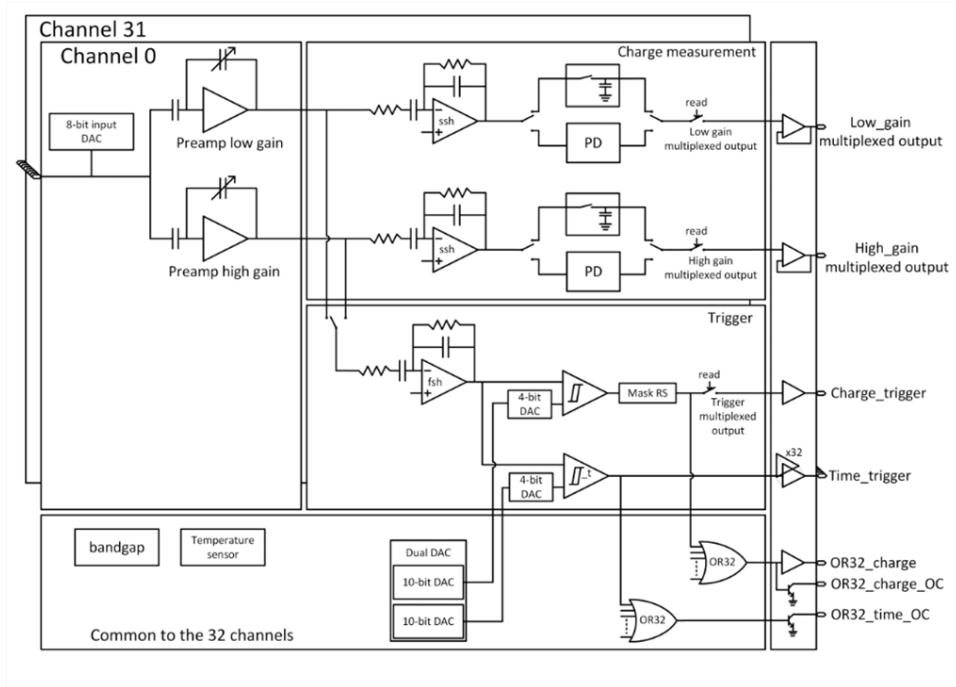 Channel 31
Channel 0
Charge measurement
8-bit input
DAC
Preamp low gain
ssh
PD
read
Low gain
multiplexed output
Low_gain
multiplexed output
Preamp high gain
ssh
PD
read
High gain
multiplexed output
High_gain
multiplexed output
Trigger
fsh
4-bit
DAC
Mask RS
read
Trigger
multiplexed
output
Charge_trigger
4-bit
DAC
_t
x32
Time_trigger
bandgap
Temperature
sensor
Dual DAC
10-bit DAC
10-bit DAC
OR32
OR32
OR32_charge
OR32_charge_OC
OR32_time_OC
Common to the 32 channels